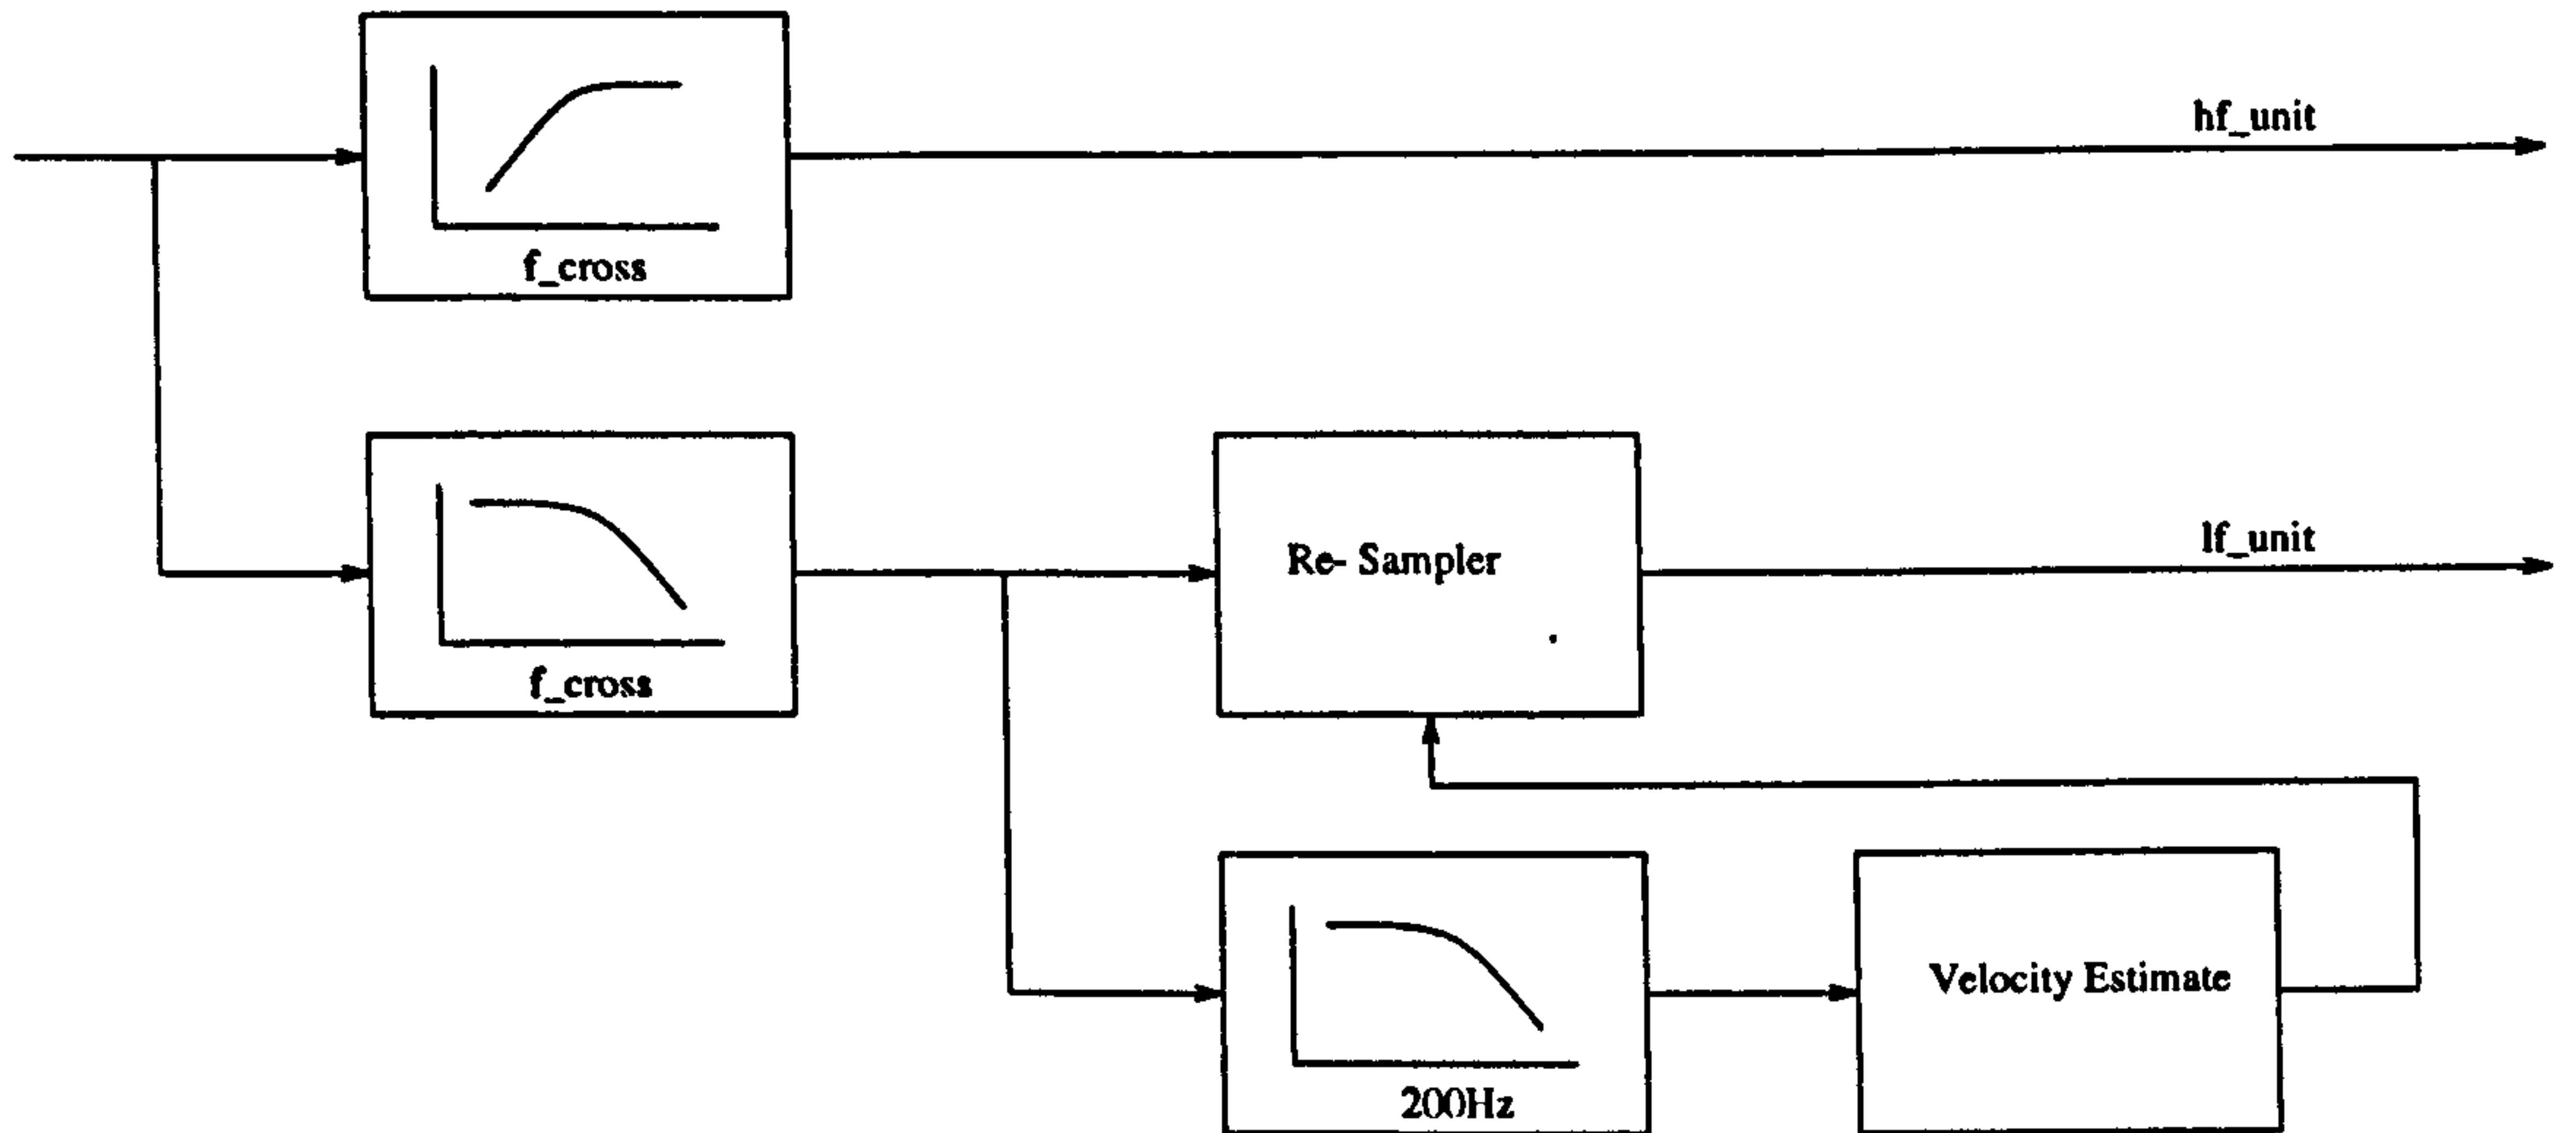 hf_unit
f_cross
Re- Sampler
lf_unit
f_cross
Velocity Estimate
200Hz